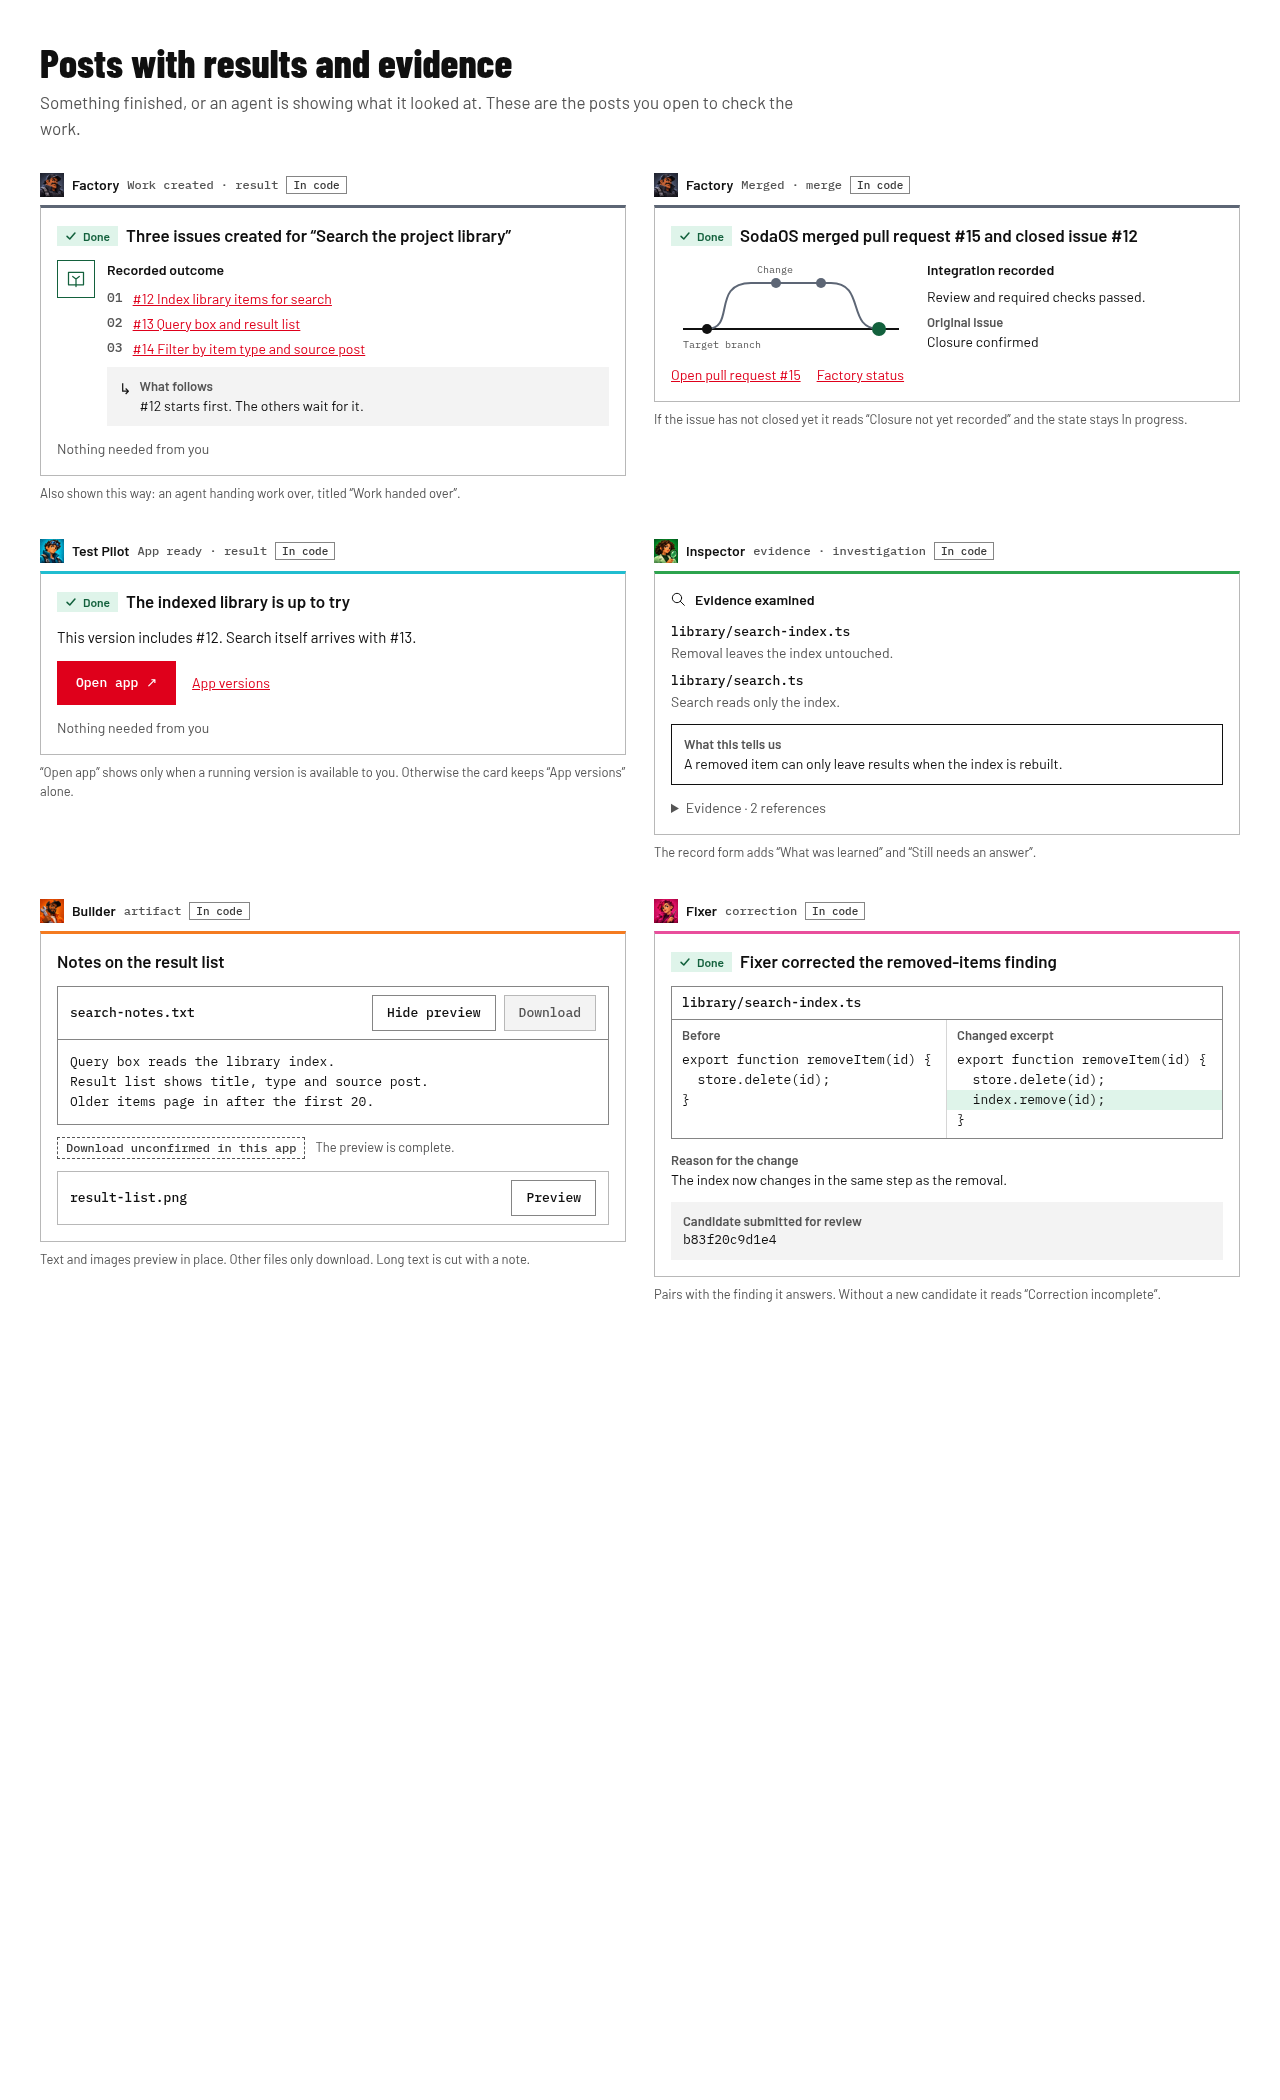 Posts with results and evidence
Something finished, or an agent is showing what it looked at. These are the posts you open to check the
work.
Factory Work created · result In code
Done Three issues created for “Search the project library”
Recorded outcome
01 #12 Index library items for search
02 #13 Query box and result list
03 #14 Filter by item type and source post
↳ What follows
#12 starts first. The others wait for it.
Nothing needed from you
Also shown this way: an agent handing work over, titled “Work handed over”.
Factory Merged · merge In code
Done SodaOS merged pull request #15 and closed issue #12
Change
Target branch
Integration recorded
Review and required checks passed.
Original issue
Closure confirmed
Open pull request #15 Factory status
If the issue has not closed yet it reads “Closure not yet recorded” and the state stays In progress.
Test Pilot App ready · result In code
Done The indexed library is up to try
This version includes #12. Search itself arrives with #13.
Open app ↗ App versions
Nothing needed from you
“Open app” shows only when a running version is available to you. Otherwise the card keeps “App versions”
alone.
Inspector evidence · investigation In code
Evidence examined
library/search-index.ts
Removal leaves the index untouched.
library/search.ts
Search reads only the index.
What this tells us
A removed item can only leave results when the index is rebuilt.
▶ Evidence · 2 references
The record form adds “What was learned” and “Still needs an answer”.
Builder artifact In code
Notes on the result list
search-notes.txt Hide preview Download
Query box reads the library index.
Result list shows title, type and source post.
Older items page in after the first 20.
Download unconfirmed in this app The preview is complete.
result-list.png Preview
Text and images preview in place. Other files only download. Long text is cut with a note.
Fixer correction In code
Done Fixer corrected the removed-items finding
library/search-index.ts
Before
export function removeItem(id) {
  store.delete(id);
}
Changed excerpt
export function removeItem(id) {
  store.delete(id);
  index.remove(id);
}
Reason for the change
The index now changes in the same step as the removal.
Candidate submitted for review
b83f20c9d1e4
Pairs with the finding it answers. Without a new candidate it reads “Correction incomplete”.